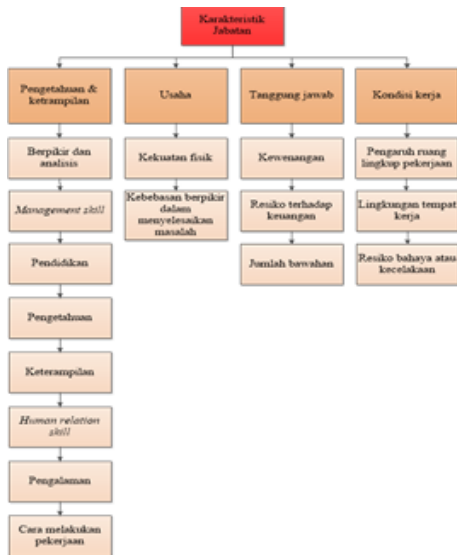 Karakteristik
Jabatan
Pengetahuan &
ketrampilan
Usaha
Tanggung jawab
Kondisi kerja
Berpikir dan
analisis
Kekuatan fisik
Kewenangan
Pengaruh ruang
lingkup pekerjaan
Management skill
Kebebasan berpikir
dalam
menyelesaikan
masalah
Resiko terhadap
keuangan
Lingkungan tempat
kerja
Pendidikan
Jumlah bawahan
Resiko bahaya atau
kecelakaan
Pengetahuan
Keterampilan
Human relation
skill
Pengalaman
Cara melakukan
pekerjaan